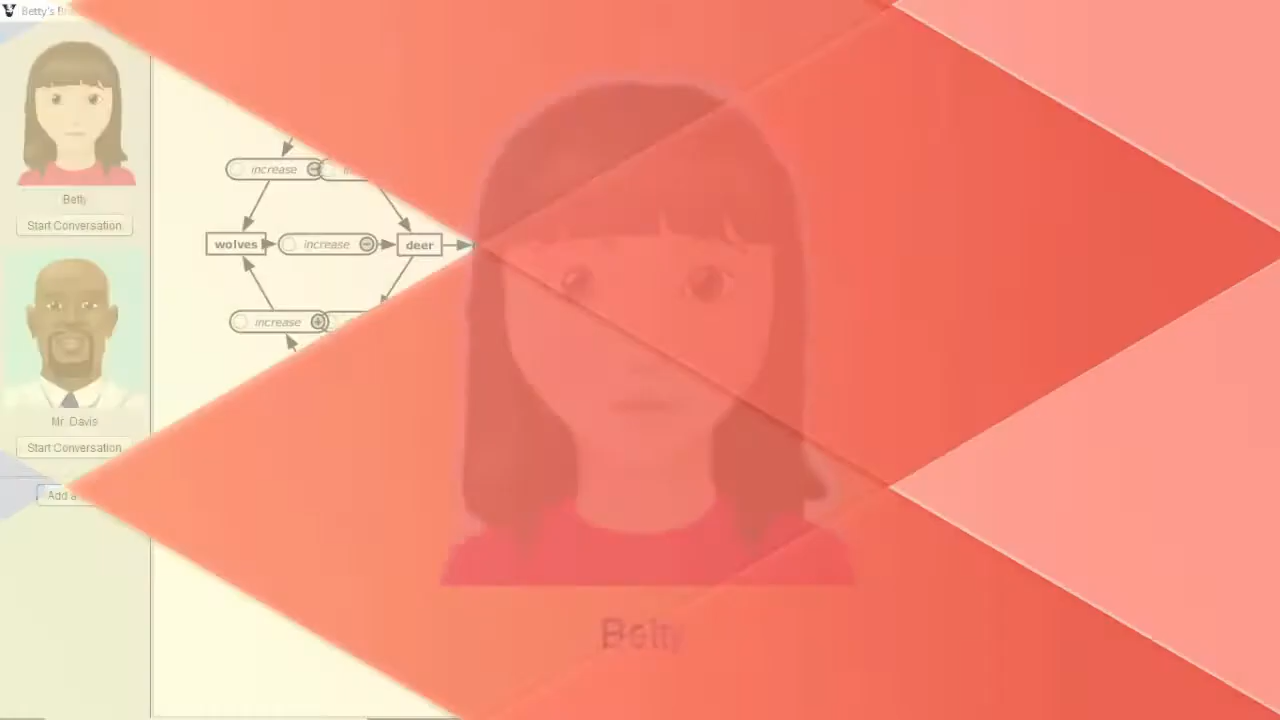 Betty's Br
Betty
Start Conversation
increase
wolves
increase
deer
increase
Mr. Davis
Start Conversation
Add a
Betty